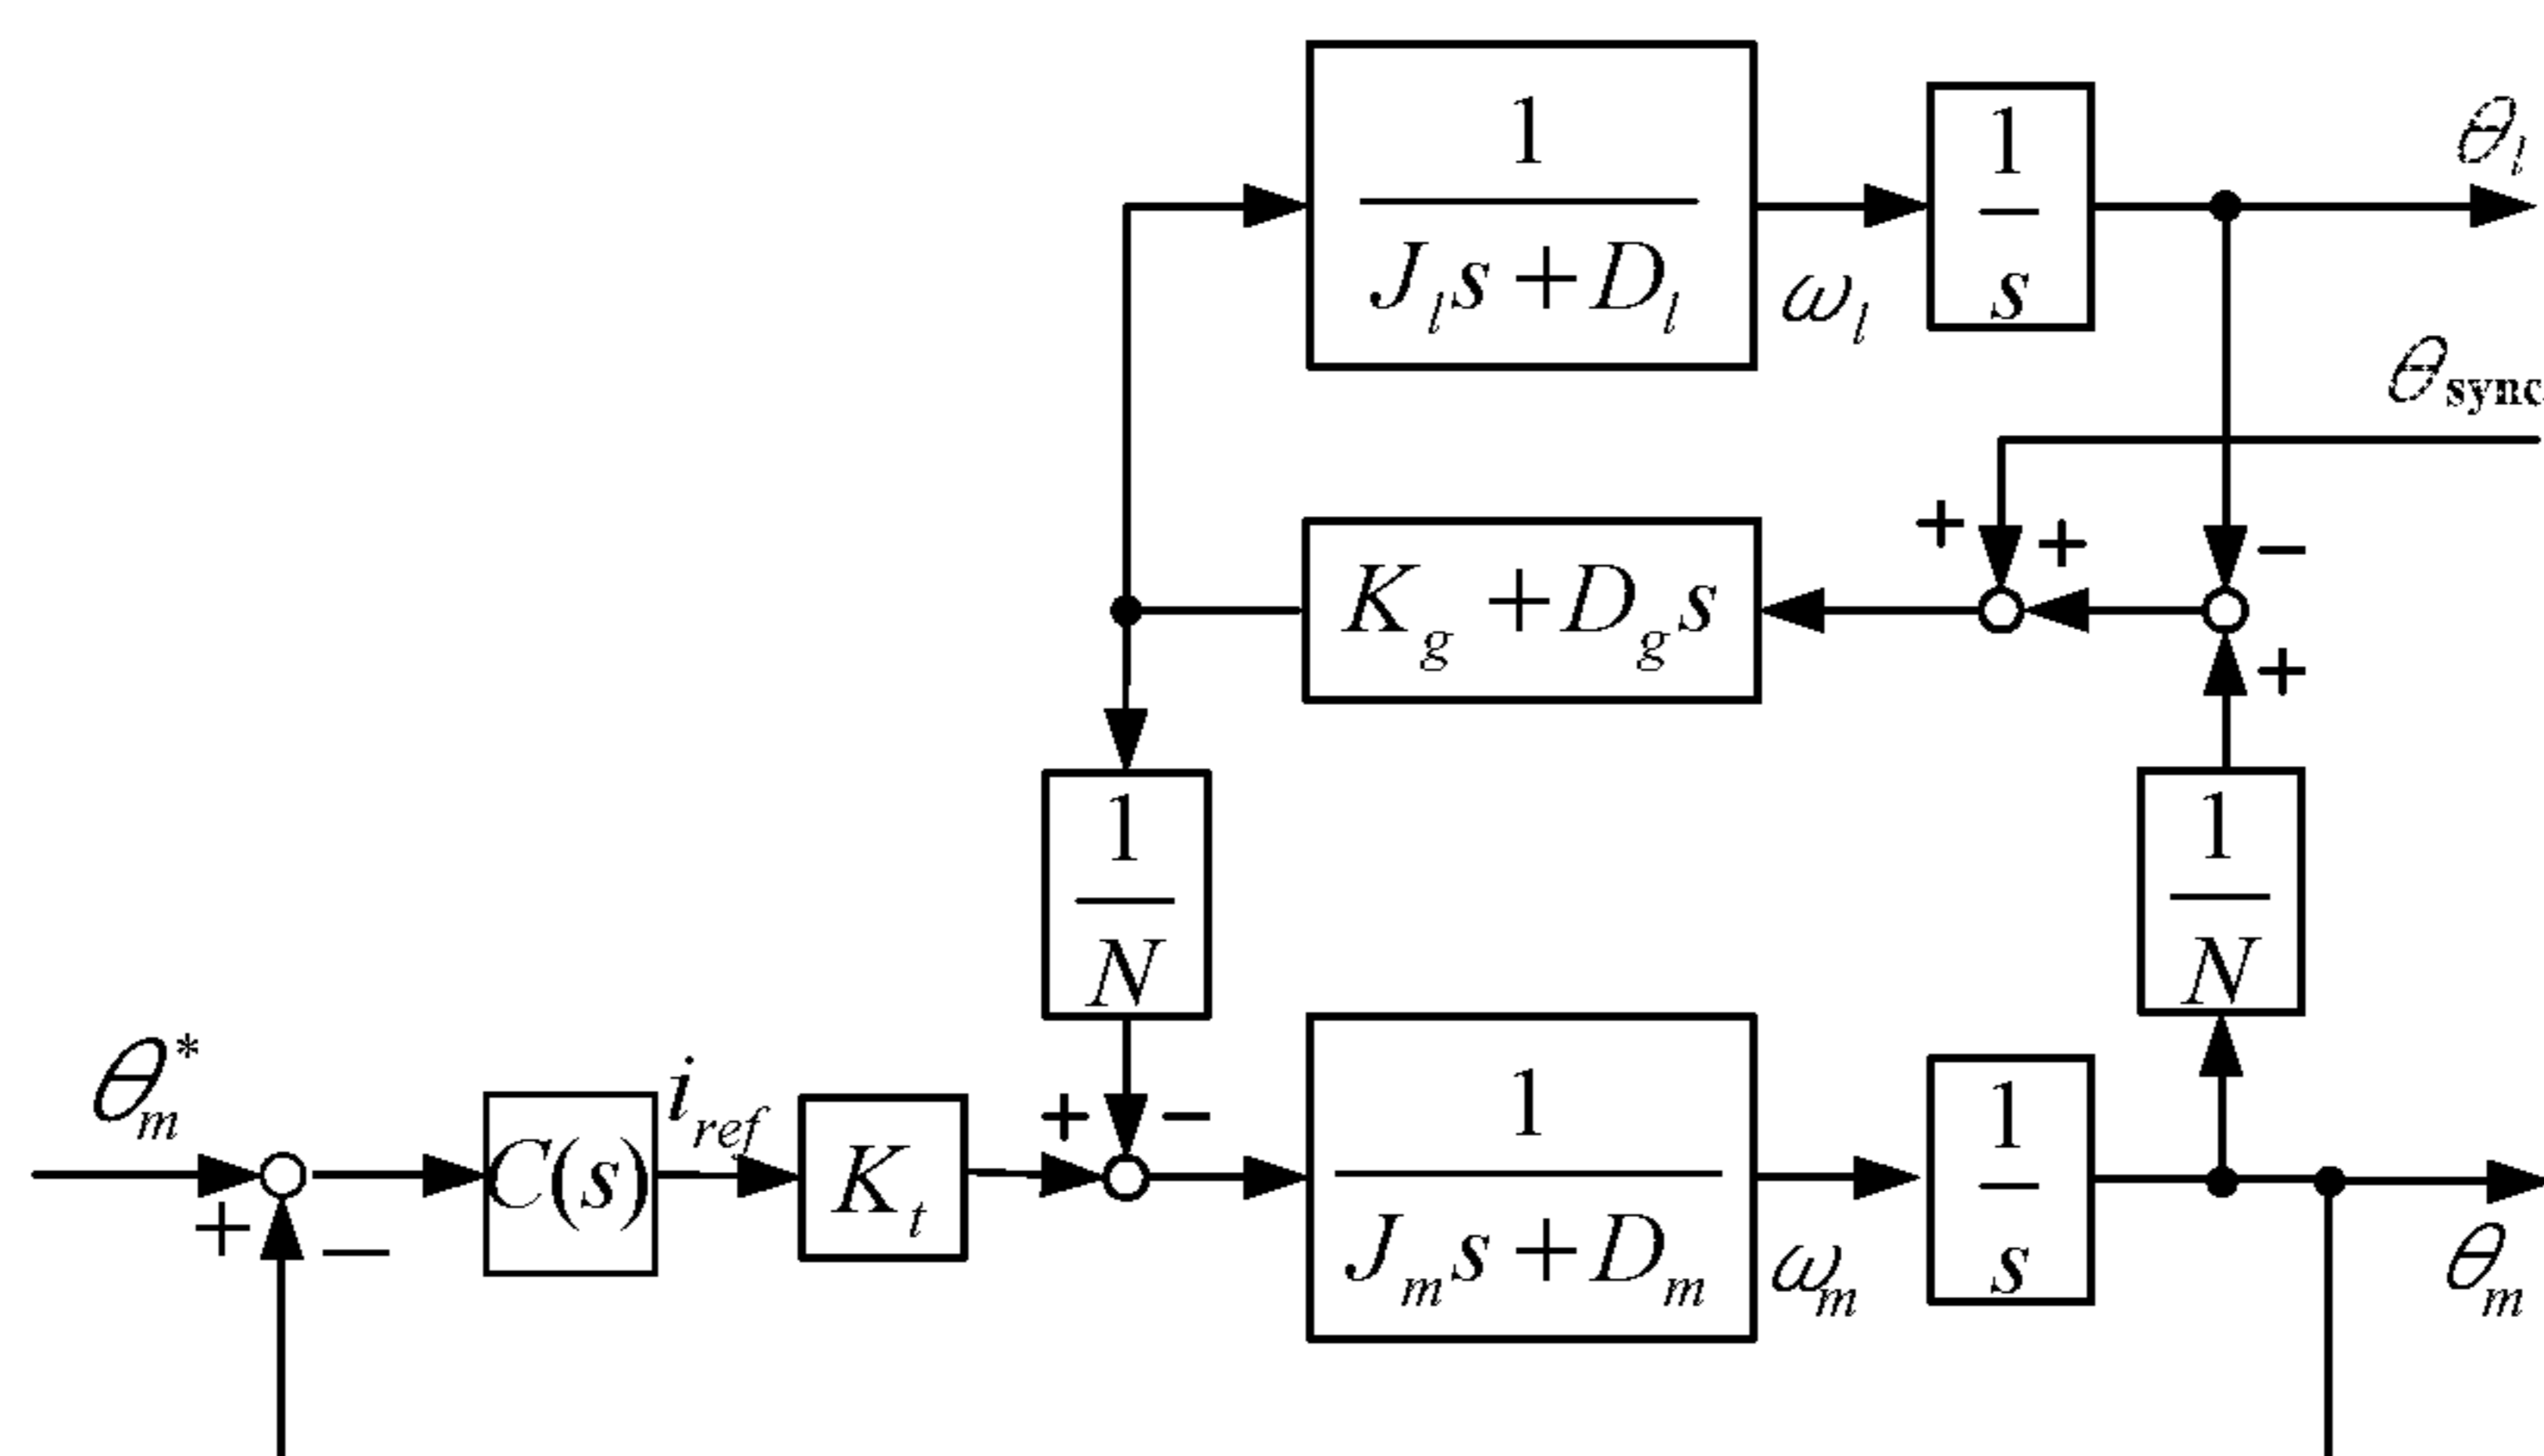 1
J_l s + D_l
ω_l
1
s
θ_l
θ_sync
+
+
−
K_g + D_g s
+
1
N
1
N
θ_m^*
i_ref
+
−
C(s)
K_t
+
−
1
J_m s + D_m
ω_m
1
s
θ_m